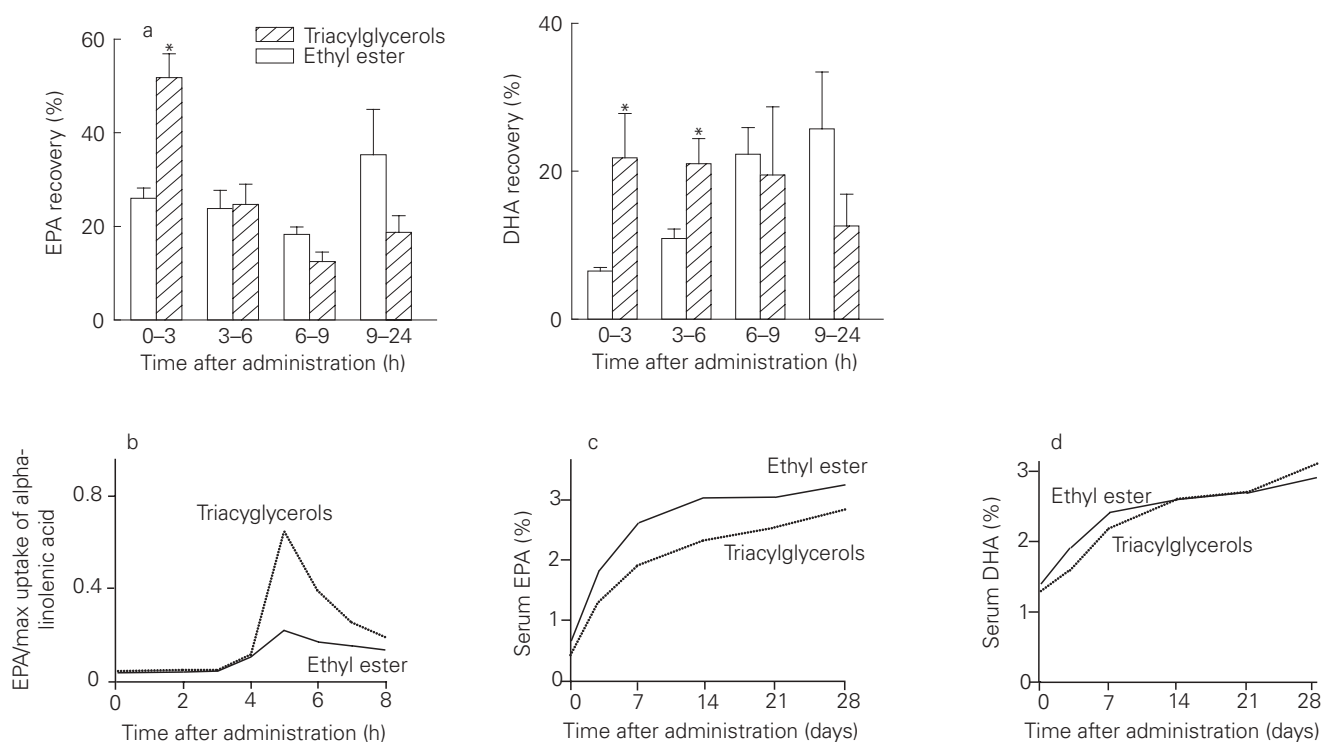 a
Triacylglycerols
Ethyl ester
EPA recovery (%)
60
40
20
0
*
0–3
3–6
6–9
9–24
Time after administration (h)
DHA recovery (%)
40
20
0
*
*
0–3
3–6
6–9
9–24
Time after administration (h)
b
EPA/max uptake of alpha-
linolenic acid
0.8
0.4
0
Triacyglycerols
Ethyl ester
0
2
4
6
8
Time after administration (h)
c
Serum EPA (%)
3
2
1
0
Ethyl ester
Triacylglycerols
0
7
14
21
28
Time after administration (days)
d
Serum DHA (%)
3
2
1
0
Ethyl ester
Triacylglycerols
0
7
14
21
28
Time after administration (days)